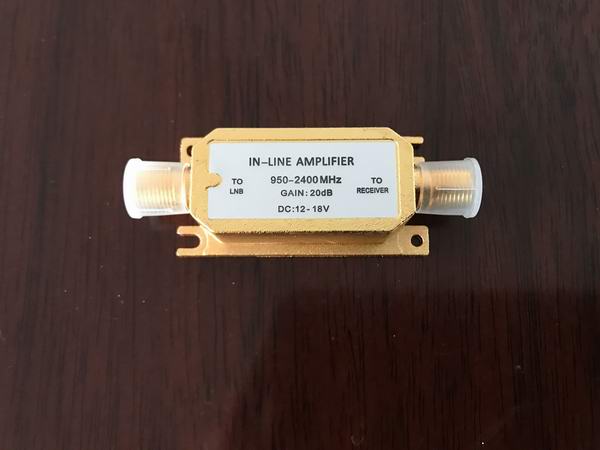 IN-LINE AMPLIFIER
950-2400MHz
TO
LNB
GAIN:20dB
TO
RECEIVER
DC:12-18V